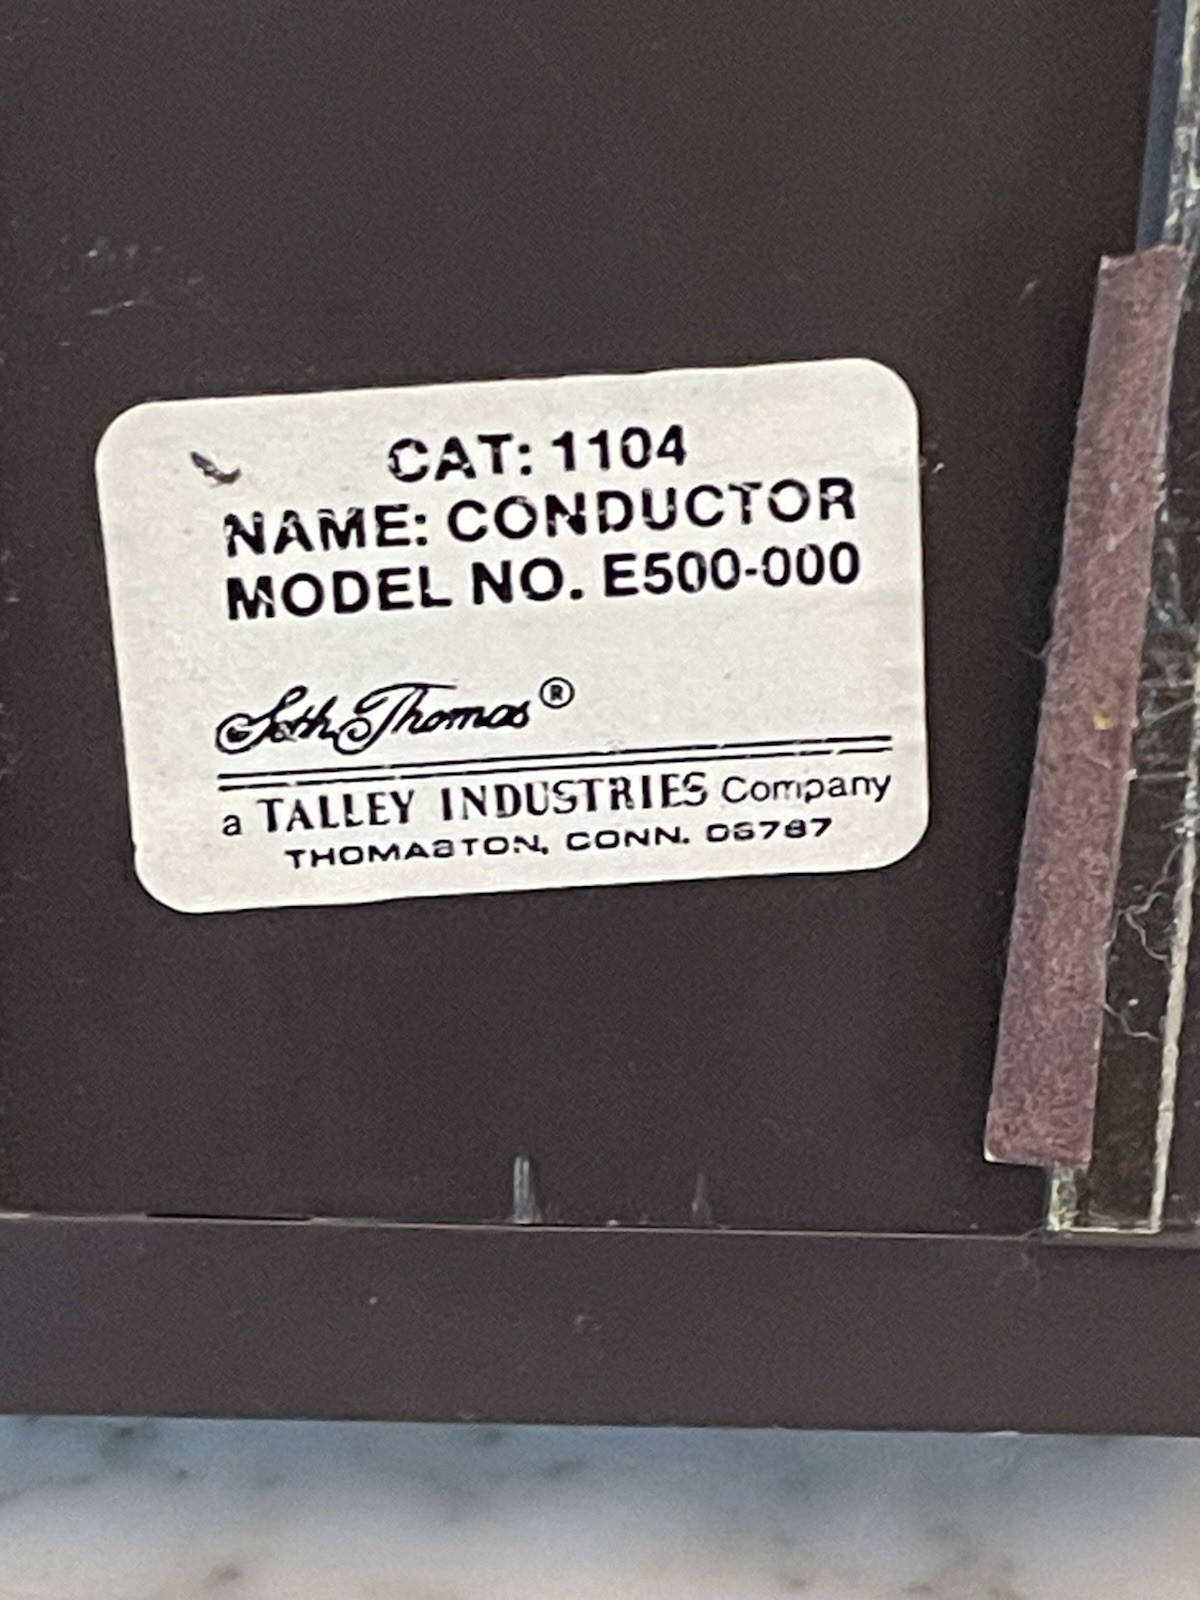 CAT: 1104
NAME: CONDUCTOR
MODEL NO. E500-000
Seth Thomas®
a TALLEY INDUSTRIES Company
THOMASTON, CONN. 06787